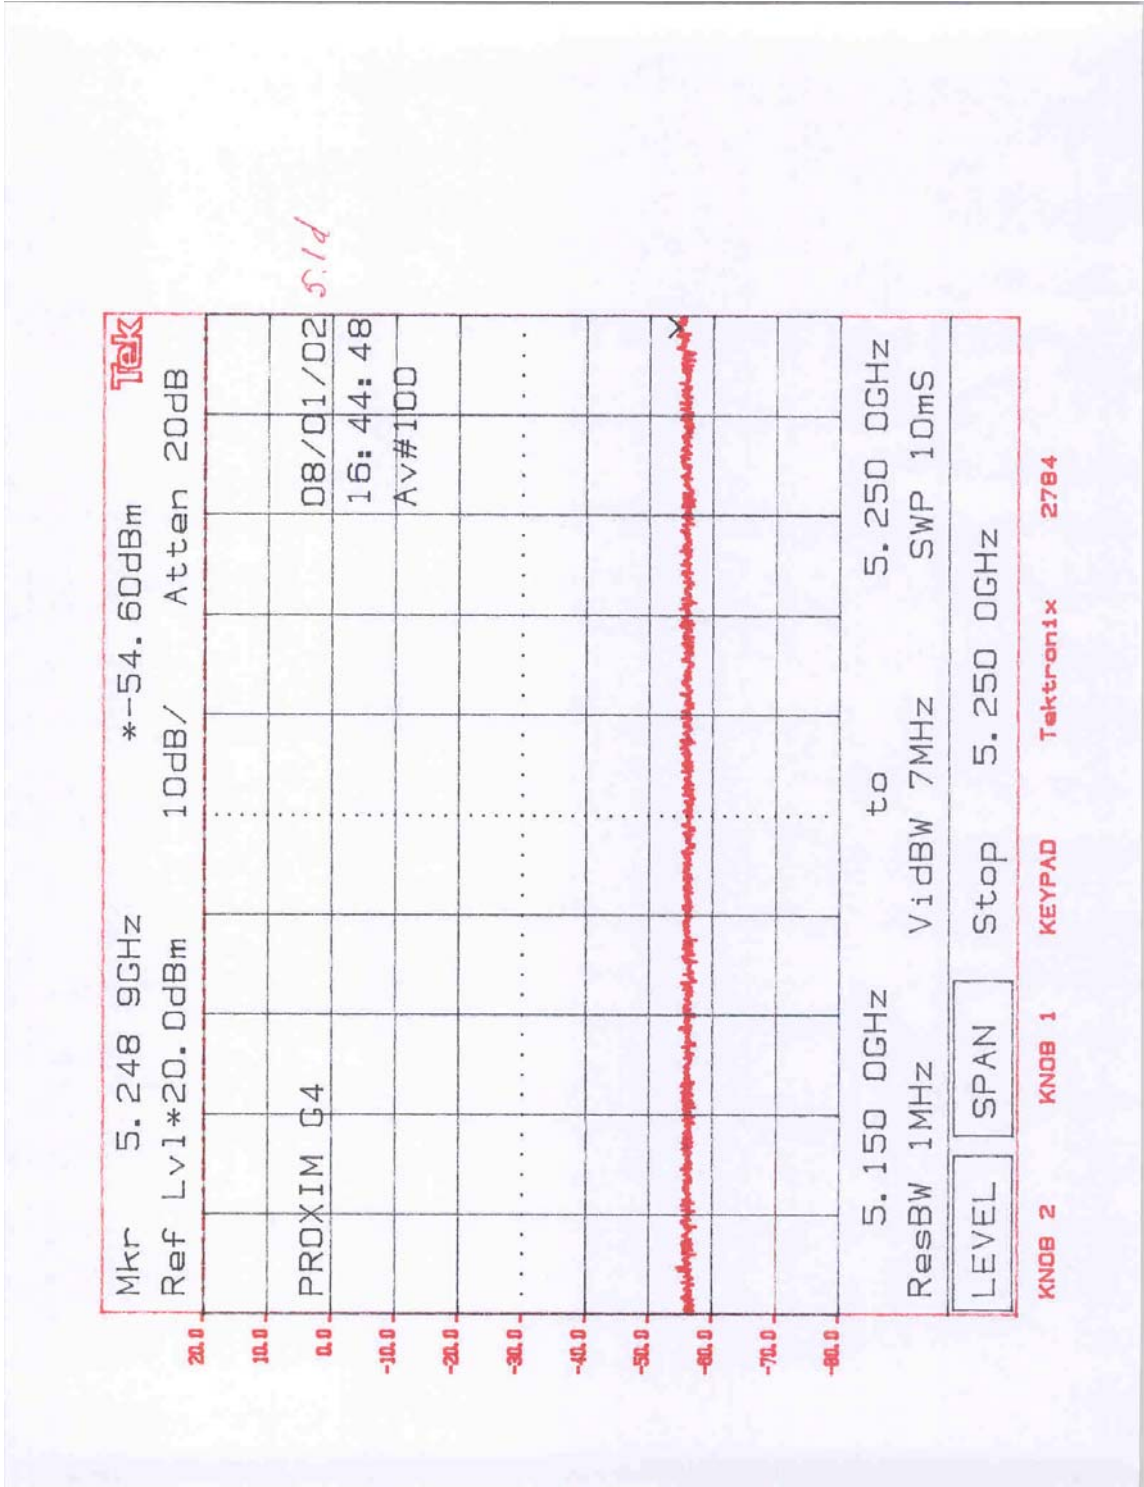 Mkr 5.248 9GHz *-54.60dBm Tek
Ref Lvl*20.0dBm 10dB/ Atten 20dB
20.0
10.0
PROXIM G4 08/01/02 5.1d
0.0
16:44:48
-10.0
Av#100
-20.0
-30.0
-40.0
-50.0
-60.0
-70.0
-80.0
5.150 0GHz to 5.250 0GHz
ResBW 1MHz VidBW 7MHz SWP 10mS
LEVEL SPAN Stop 5.250 0GHz
KNOB 2 KNOB 1 KEYPAD Tektronix 2784